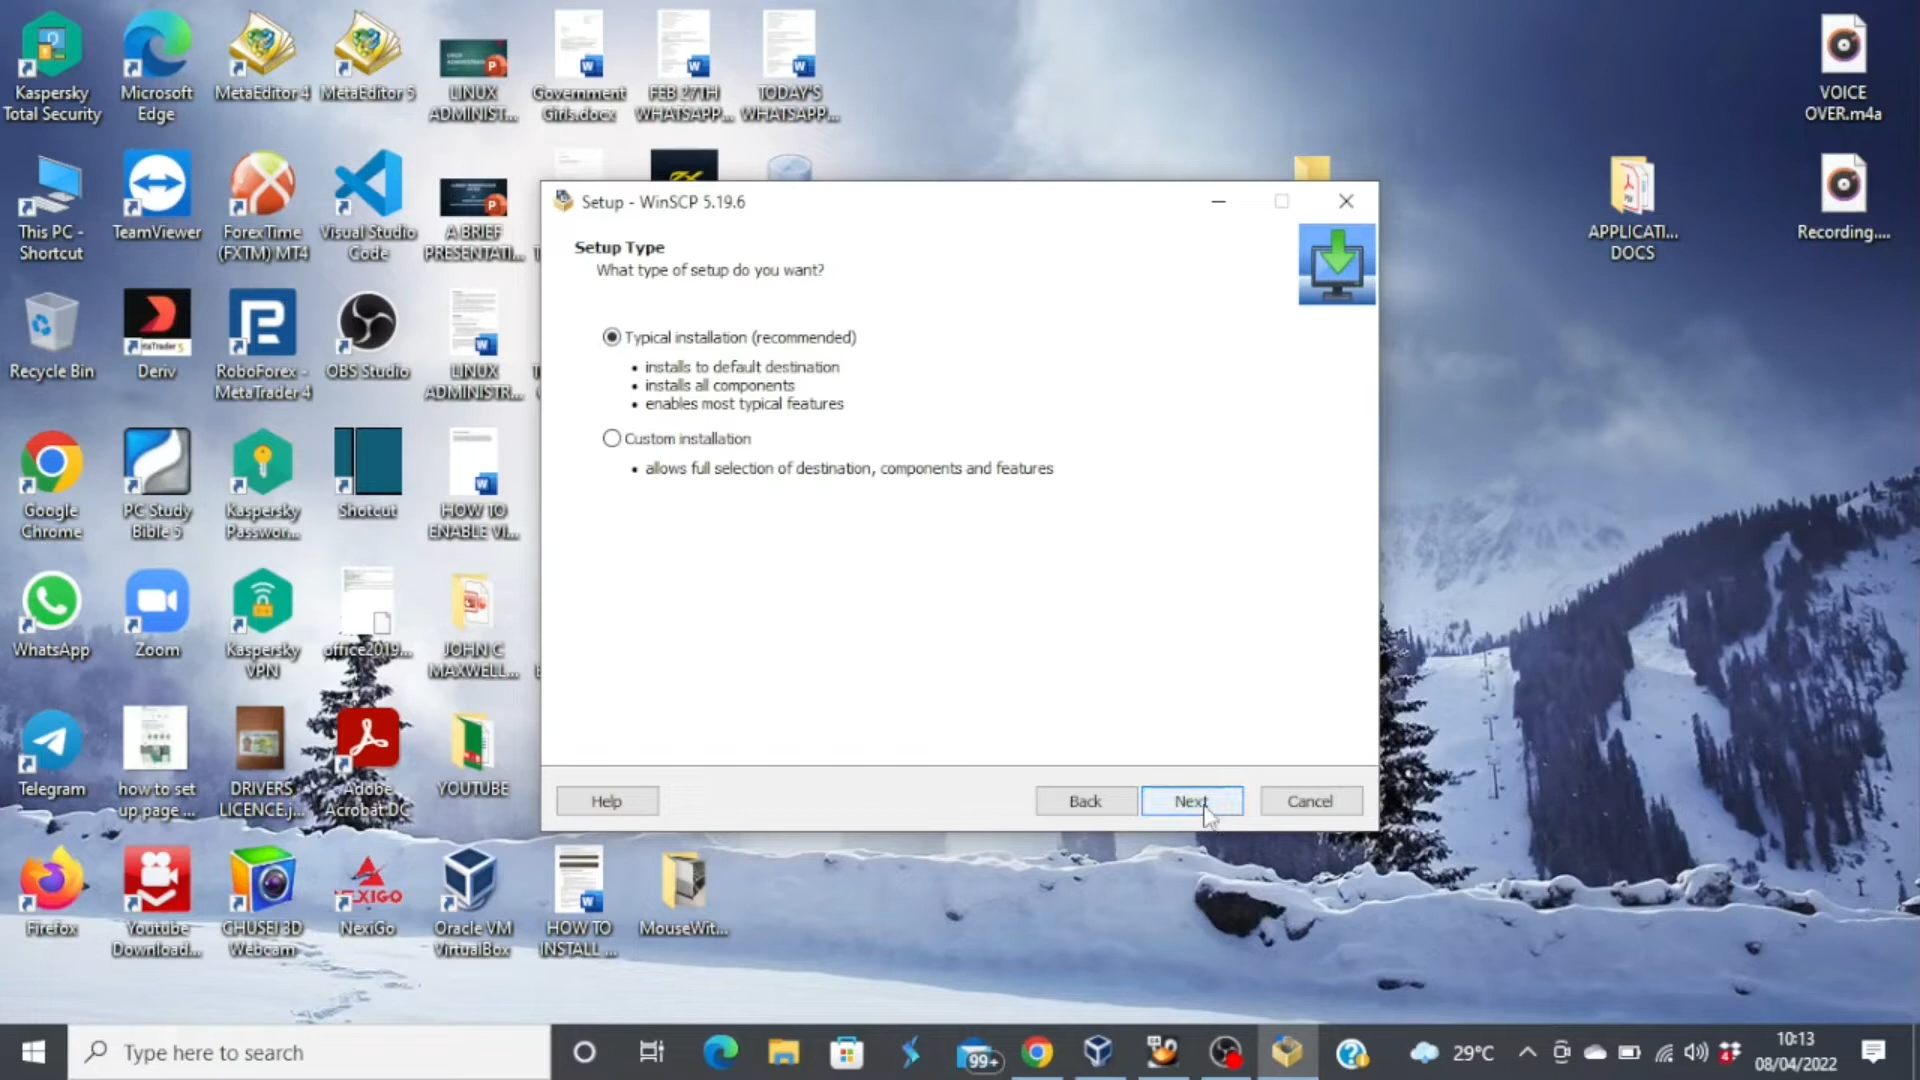 Kaspersky
Total Security
Microsoft
Edge
MetaEditor 4
MetaEditor 5
LINUX
ADMINIST...
Government
Girls.docx
FEB 27TH
WHATSAPP...
TODAY'S
WHATSAPP...
VOICE
OVER.m4a
This PC -
Shortcut
TeamViewer
ForexTime
(FXTM) MT4
Visual Studio
Code
A BRIEF
PRESENTATI...
APPLICATI...
DOCS
Recording....
Recycle Bin
Deriv
RoboForex -
MetaTrader 4
OBS Studio
LINUX
ADMINISTR...
Google
Chrome
PC Study
Bible 5
Kaspersky
Passwor...
Shotcut
HOW TO
ENABLE VI...
WhatsApp
Zoom
Kaspersky
VPN
office2019...
JOHN C
MAXWELL...
Telegram
how to set
up page ...
DRIVERS
LICENCE.j...
Adobe
Acrobat DC
YOUTUBE
Firefox
Youtube
Download...
CHUSEI 3D
Webcam
NexiGo
Oracle VM
VirtualBox
HOW TO
INSTALL ...
MouseWit...
Setup - WinSCP 5.19.6
Setup Type
What type of setup do you want?
Typical installation (recommended)
• installs to default destination
• installs all components
• enables most typical features
Custom installation
• allows full selection of destination, components and features
Help
Back
Next
Cancel
Type here to search
99+
29°C
10:13
08/04/2022